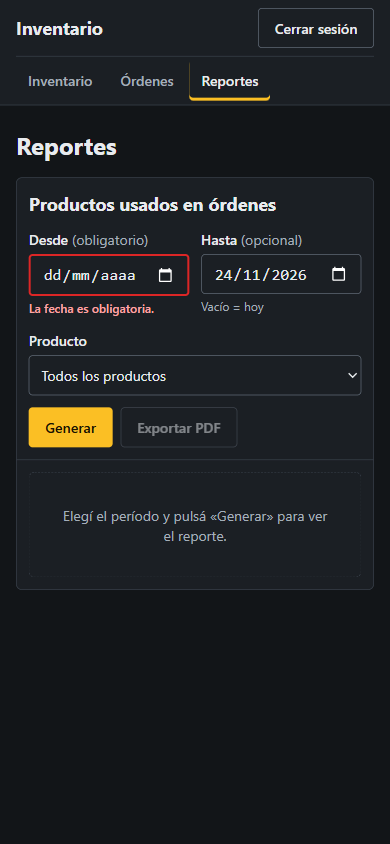 Inventario
Cerrar sesión
Inventario Órdenes Reportes
Reportes
Productos usados en órdenes
Desde (obligatorio) Hasta (opcional)
dd/mm/aaaa 24/11/2026
La fecha es obligatoria. Vacío = hoy
Producto
Todos los productos
Generar Exportar PDF
Elegí el período y pulsá «Generar» para ver
el reporte.